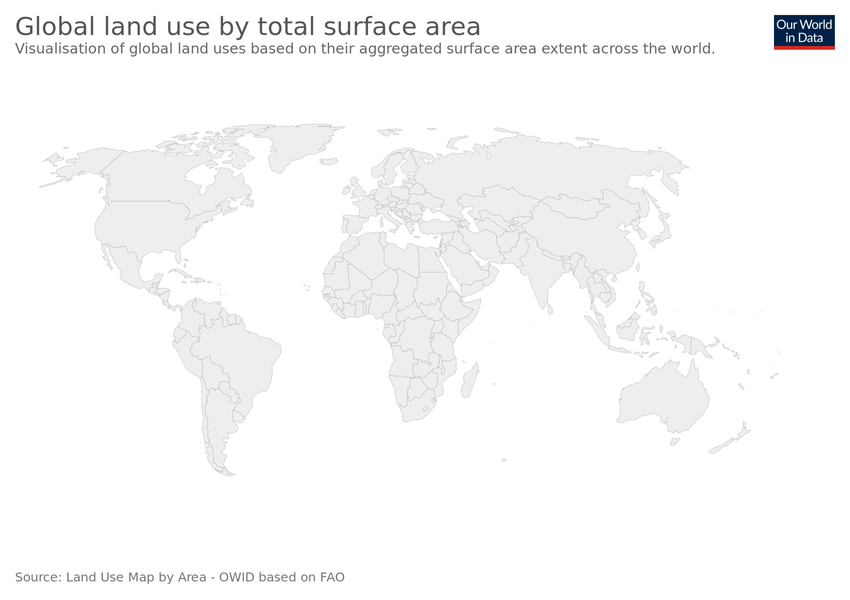 Global land use by total surface area
Visualisation of global land uses based on their aggregated surface area extent across the world.
Our World
in Data
Source: Land Use Map by Area - OWID based on FAO